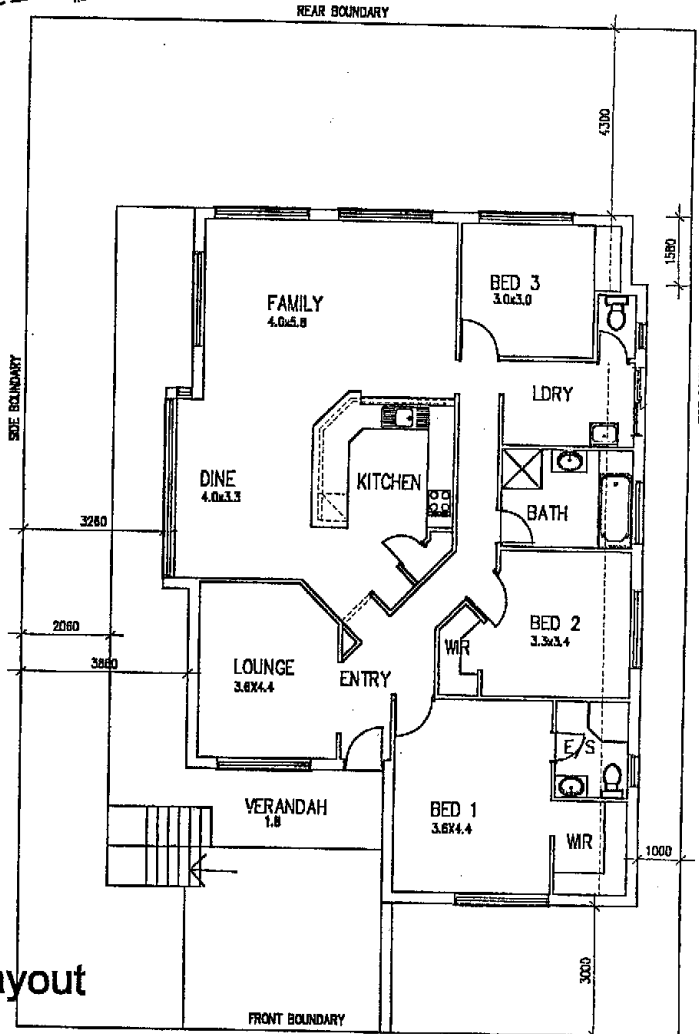 REAR BOUNDARY
4300
1580
BED 3
3.0x3.0
FAMILY
4.0x5.8
LDRY
SIDE BOUNDARY
DINE
4.0x3.3
KITCHEN
BATH
3260
BED 2
3.3x3.4
2060
WIR
3860
LOUNGE
3.6X4.4
ENTRY
E/S
VERANDAH
1.8
BED 1
3.6X4.4
WIR
1000
3000
ayout
FRONT BOUNDARY